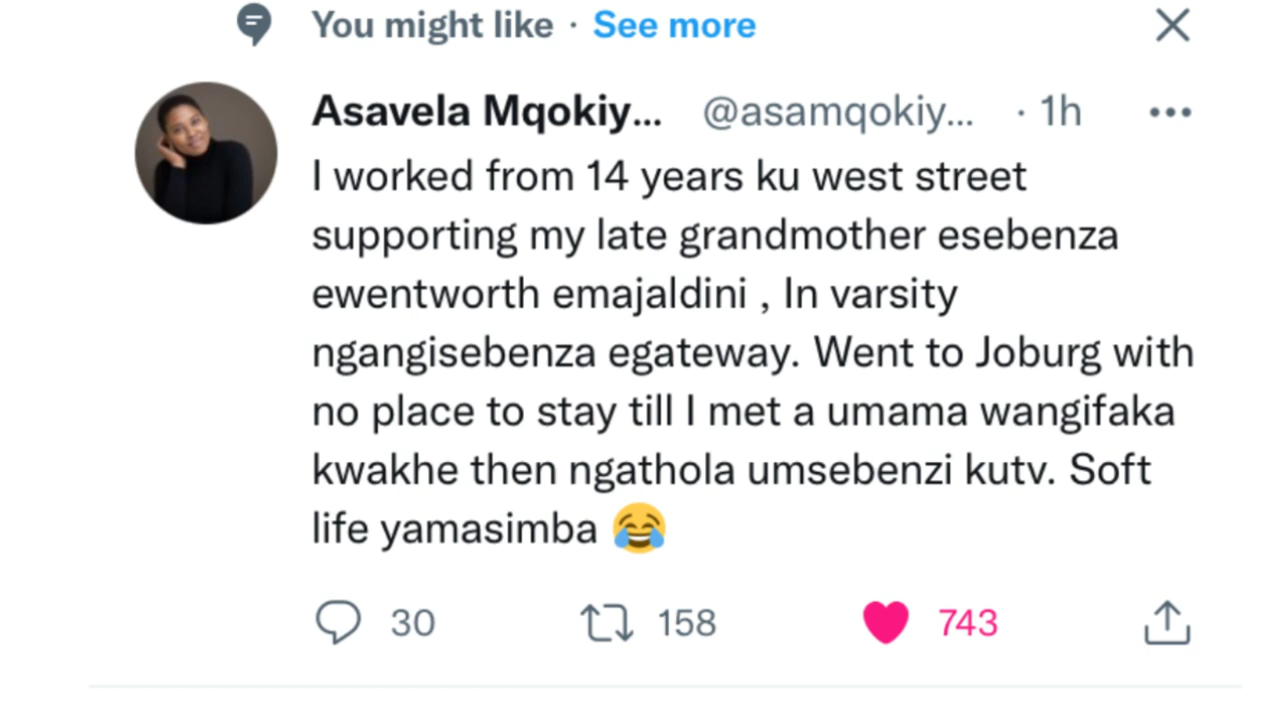 You might like · See more
Asavela Mqokiy... @asamqokiy... · 1h
I worked from 14 years ku west street
supporting my late grandmother esebenza
ewentworth emajaldini , In varsity
ngangisebenza egateway. Went to Joburg with
no place to stay till I met a umama wangifaka
kwakhe then ngathola umsebenzi kutv. Soft
life yamasimba 😂
30 158 743